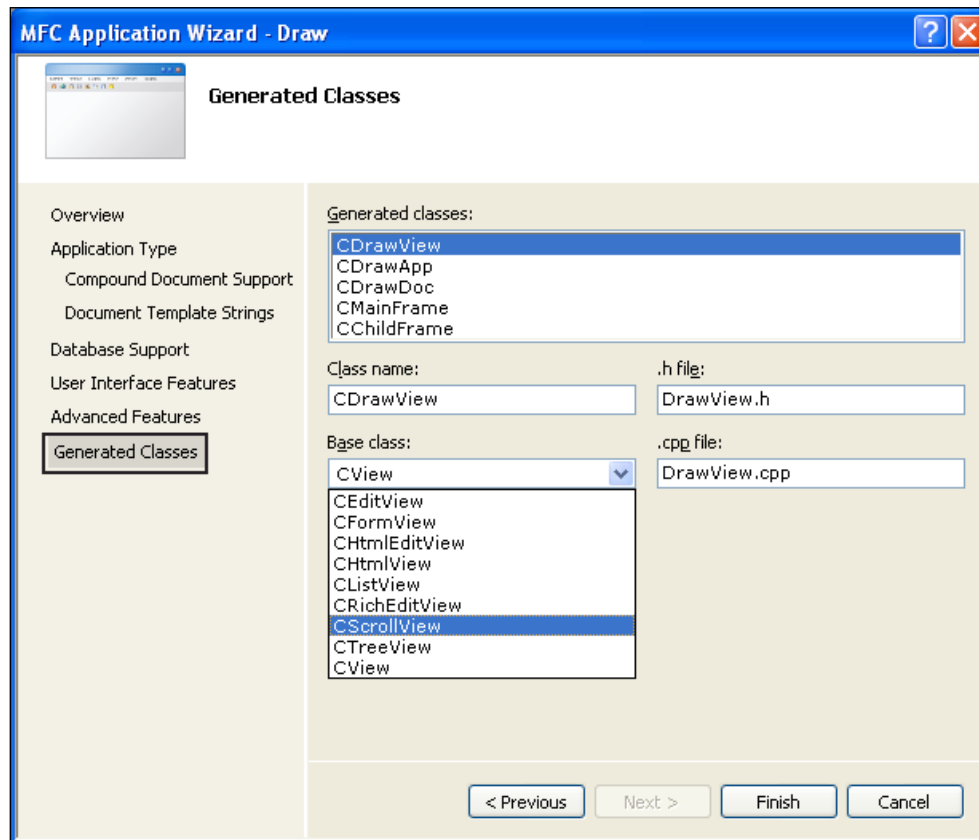 MFC Application Wizard - Draw
Generated Classes
Overview
Application Type
Compound Document Support
Document Template Strings
Database Support
User Interface Features
Advanced Features
Generated Classes
Generated classes:
CDrawView
CDrawApp
CDrawDoc
CMainFrame
CChildFrame
Class name:
CDrawView
.h file:
DrawView.h
Base class:
CView
.cpp file:
DrawView.cpp
CEditView
CFormView
CHtmlEditView
CHtmlView
CListView
CRichEditView
CScrollView
CTreeView
CView
< Previous
Next >
Finish
Cancel